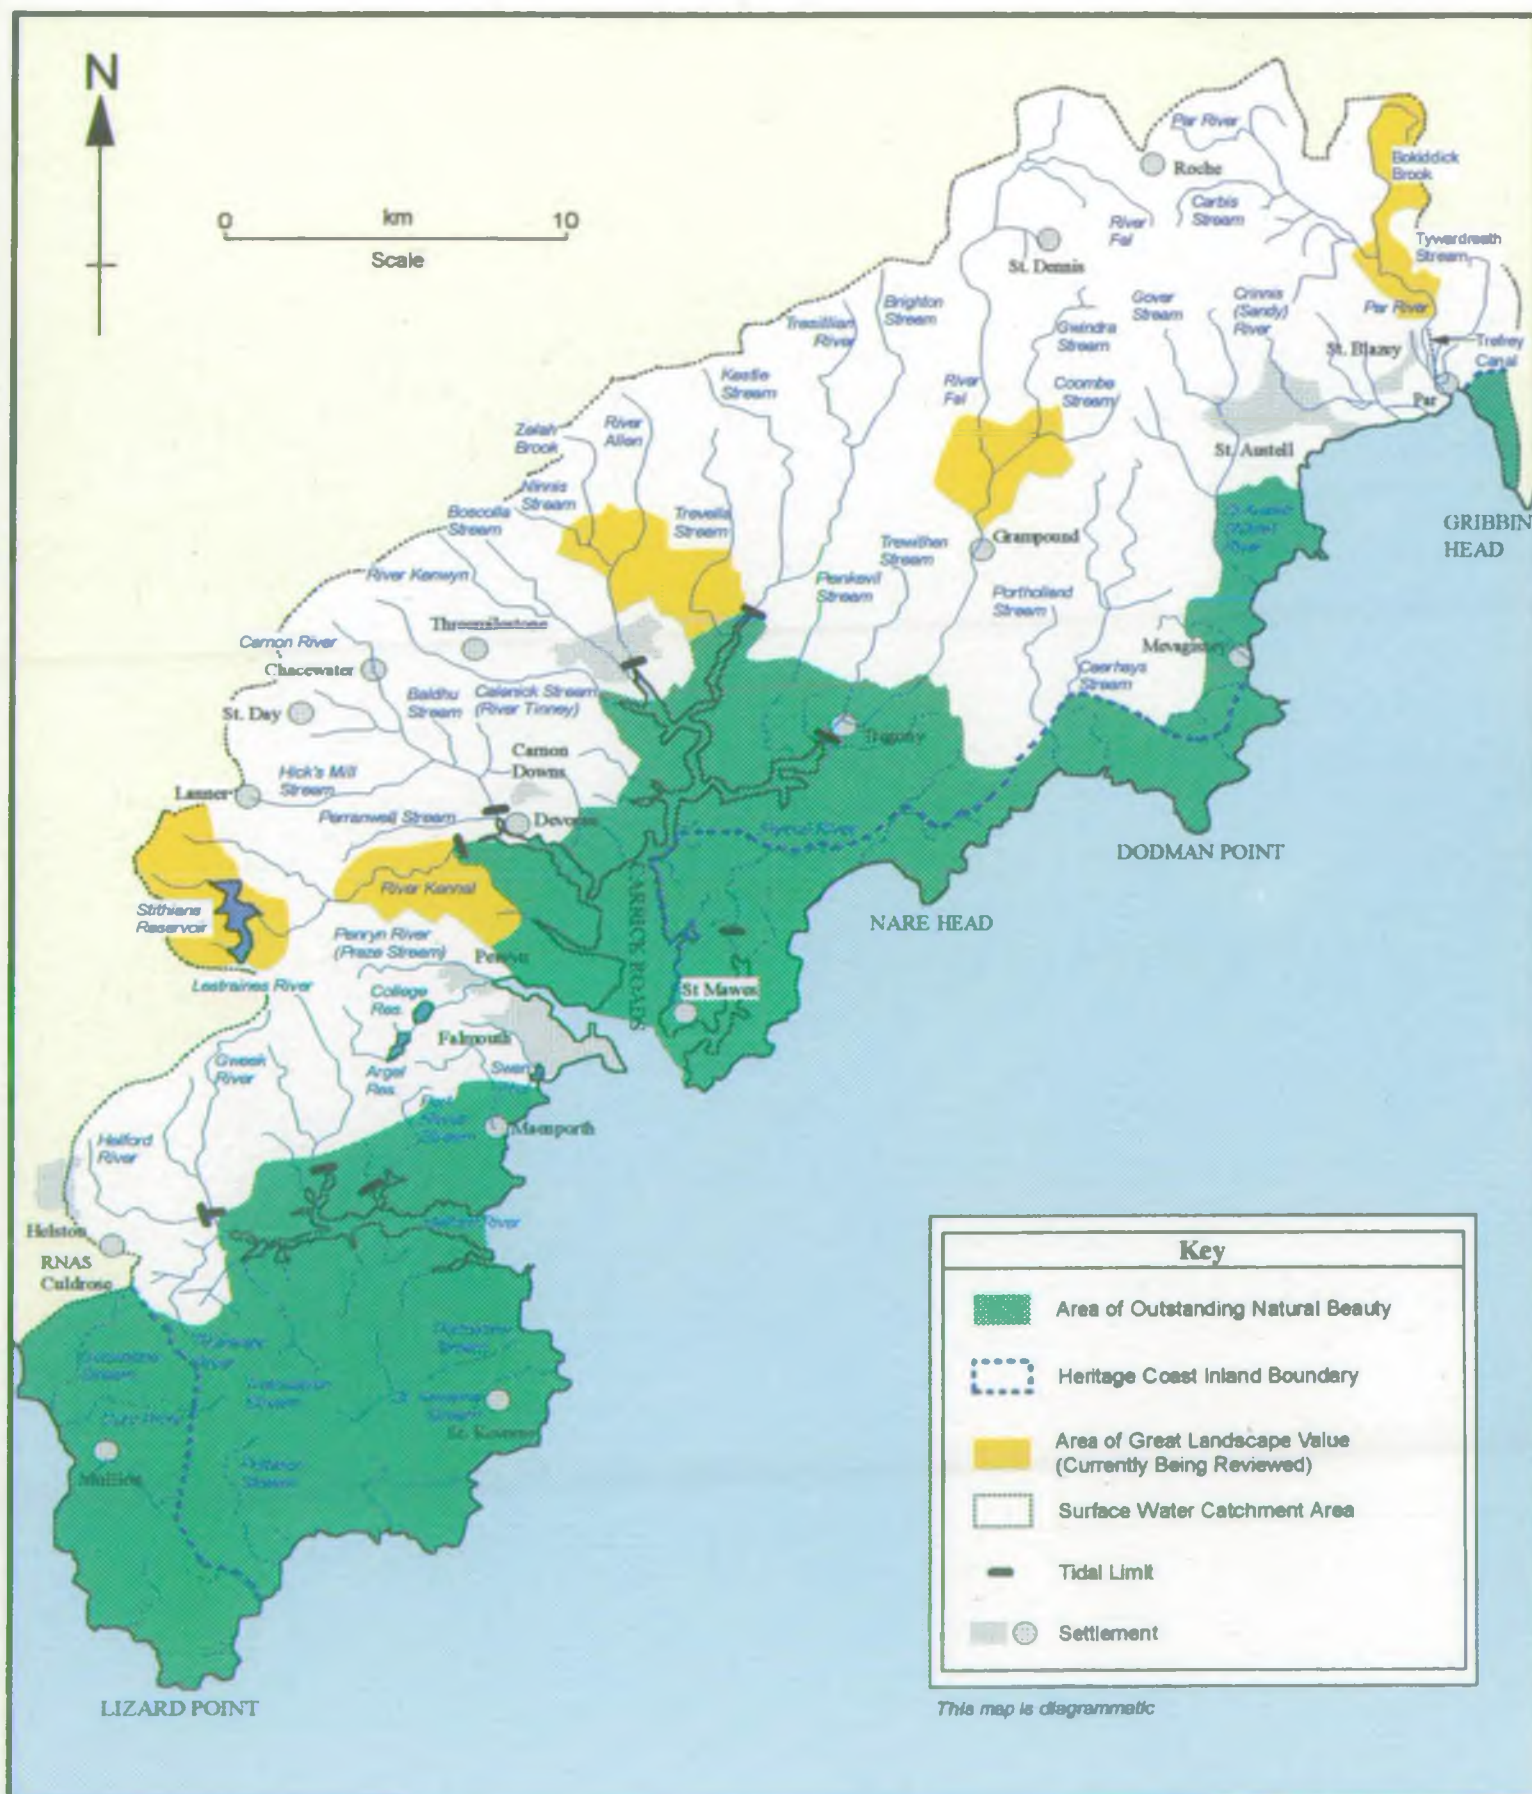 N
0 km 10
Scale
Par River
Roche
Bokiddick
Brook
Carbis
Stream
River
Fal
St. Dennis
Tywardreath
Stream
Brighton
Stream
Tresillian
River
Gover
Stream
Crinnis
(Sandy)
River
Par River
Gwindra
Stream
St. Blazey
Trefrey
Canal
Kestle
Stream
River
Fal
Coombe
Stream
Par
Zelah
Brook
River
Allen
St. Austell
Ninnis
Stream
Boscolla
Stream
Trevella
Stream
GRIBBIN
HEAD
Trewithen
Stream
Grampound
River Kenwyn
Stream
Portholland
Stream
Threemilestone
Carnon River
Chacewater
Mevagissey
Caerhays
Stream
Baldhu
Stream
Calenick Stream
(River Tinney)
St. Day
Tregony
Carnon
Downs
Hick's Mill
Stream
Lanner
Perranwell Stream
Devoran
DODMAN POINT
River Kennal
CARRICK ROADS
Stithians
Reservoir
NARE HEAD
Penryn River
(Praze Stream)
Penryn
Lestraines River
College
Res.
St Mawes
Falmouth
Argal
Res.
Gweek
River
Maenporth
Helford
River
Helford River
Helston
RNAS
Culdrose
St. Keverne
Mullion
LIZARD POINT
Key
Area of Outstanding Natural Beauty
Heritage Coast Inland Boundary
Area of Great Landscape Value
(Currently Being Reviewed)
Surface Water Catchment Area
Tidal Limit
Settlement
This map is diagrammatic